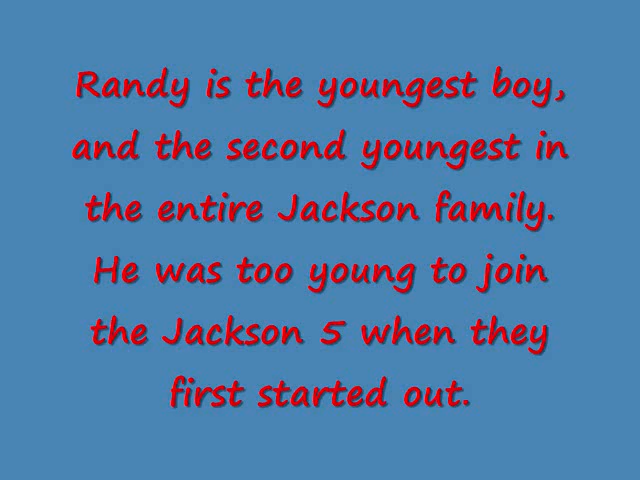 Randy is the youngest boy,
and the second youngest in
the entire Jackson family.
He was too young to join
the Jackson 5 when they
first started out.